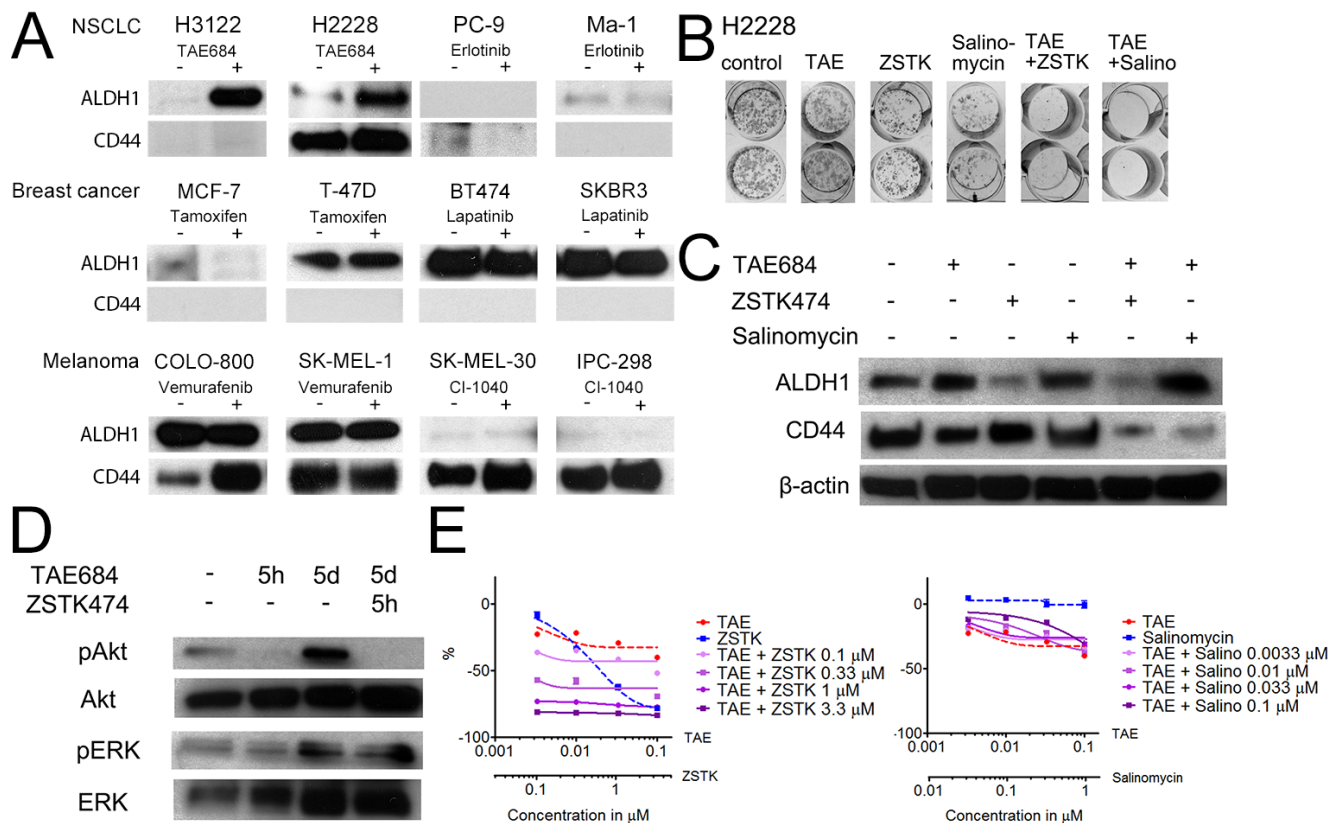 A
NSCLC H3122 H2228 PC-9 Ma-1
TAE684 TAE684 Erlotinib Erlotinib
- + - + - + - +
ALDH1
CD44
Breast cancer MCF-7 T-47D BT474 SKBR3
Tamoxifen Tamoxifen Lapatinib Lapatinib
- + - + - + - +
ALDH1
CD44
Melanoma COLO-800 SK-MEL-1 SK-MEL-30 IPC-298
Vemurafenib Vemurafenib CI-1040 CI-1040
- + - + - + - +
ALDH1
CD44
B
H2228
control TAE ZSTK Salino-
mycin TAE
+ZSTK TAE
+Salino
C
TAE684 - + - - + +
ZSTK474 - - + - + -
Salinomycin - - - + - +
ALDH1
CD44
β-actin
D
TAE684 - 5h 5d 5d
ZSTK474 - - - 5h
pAkt
Akt
pERK
ERK
E
%
0
-50
-100
0.001 0.01 0.1 TAE
0.1 1 ZSTK
Concentration in μM
TAE
ZSTK
TAE + ZSTK 0.1 μM
TAE + ZSTK 0.33 μM
TAE + ZSTK 1 μM
TAE + ZSTK 3.3 μM
0
-50
-100
0.001 0.01 0.1 TAE
0.01 0.1 1 Salinomycin
Concentration in μM
TAE
Salinomycin
TAE + Salino 0.0033 μM
TAE + Salino 0.01 μM
TAE + Salino 0.033 μM
TAE + Salino 0.1 μM